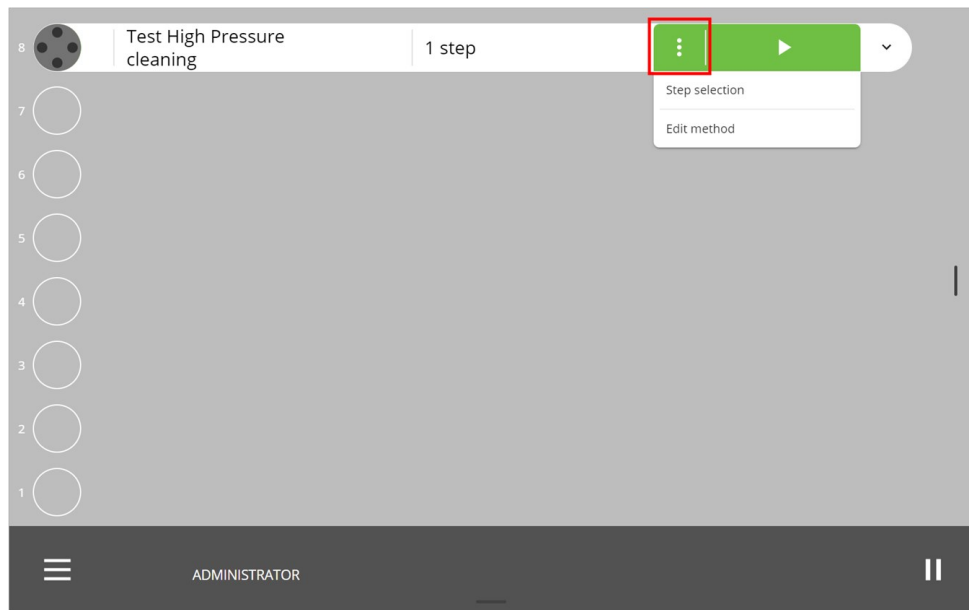 8
Test High Pressure
cleaning
1 step
Step selection
Edit method
7
6
5
4
3
2
1
ADMINISTRATOR